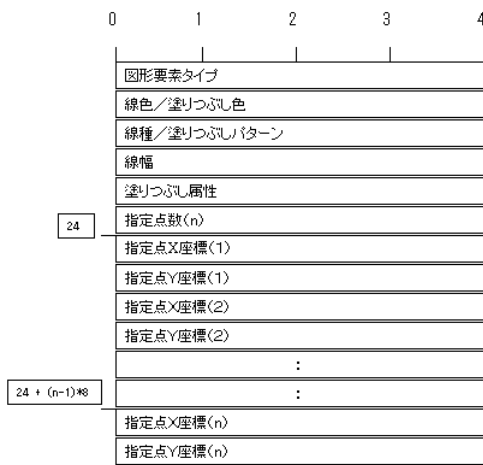 0 1 2 3 4
図形要素タイプ
線色／塗りつぶし色
線種／塗りつぶしパターン
線幅
塗りつぶし属性
指定点数(n)
24
指定点X座標(1)
指定点Y座標(1)
指定点X座標(2)
指定点Y座標(2)
:
:
24 + (n-1)*8
指定点X座標(n)
指定点Y座標(n)